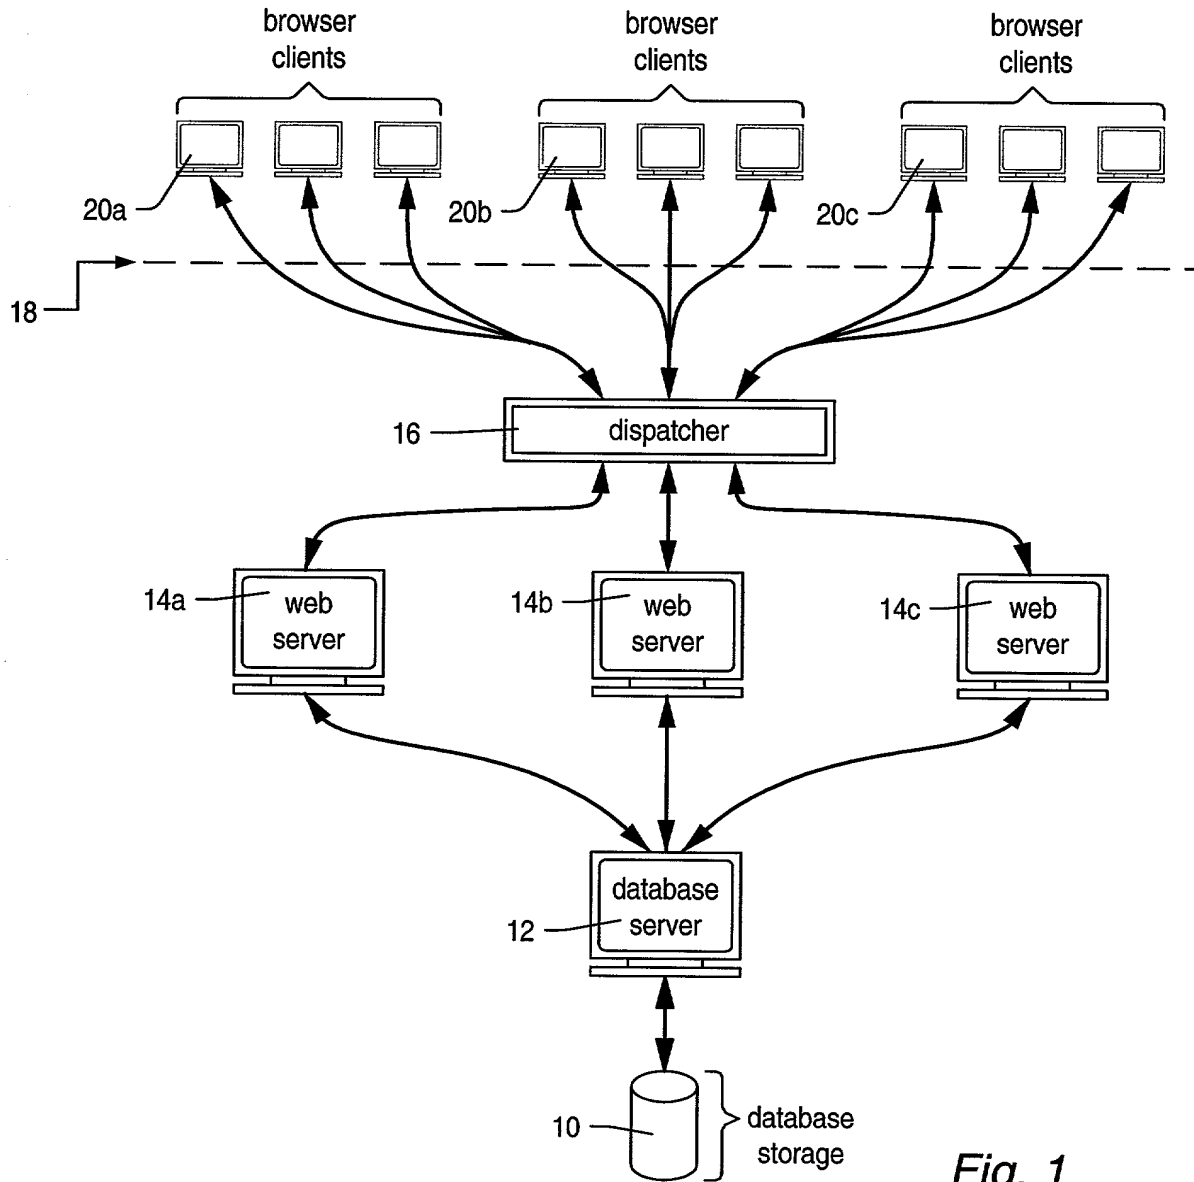 browser
clients
browser
clients
browser
clients
20a
20b
20c
18
16
dispatcher
14a
web
server
14b
web
server
14c
web
server
database
server
12
10
database
storage
Fig. 1